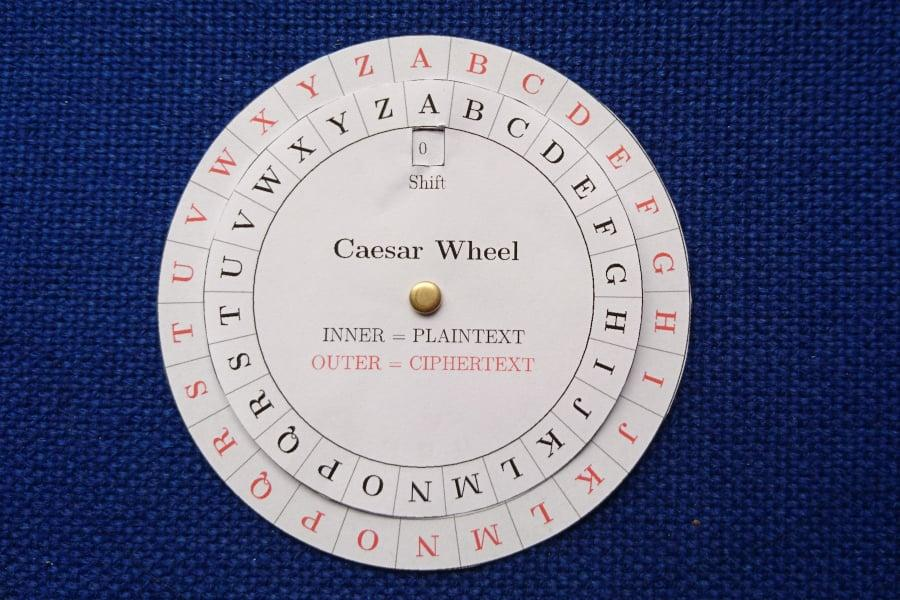 A B C D E F G H I J K L M N O P Q R S T U V W X Y Z
A B C D E F G H I J K L M N O P Q R S T U V W X Y Z
0
Shift
Caesar Wheel
INNER = PLAINTEXT
OUTER = CIPHERTEXT